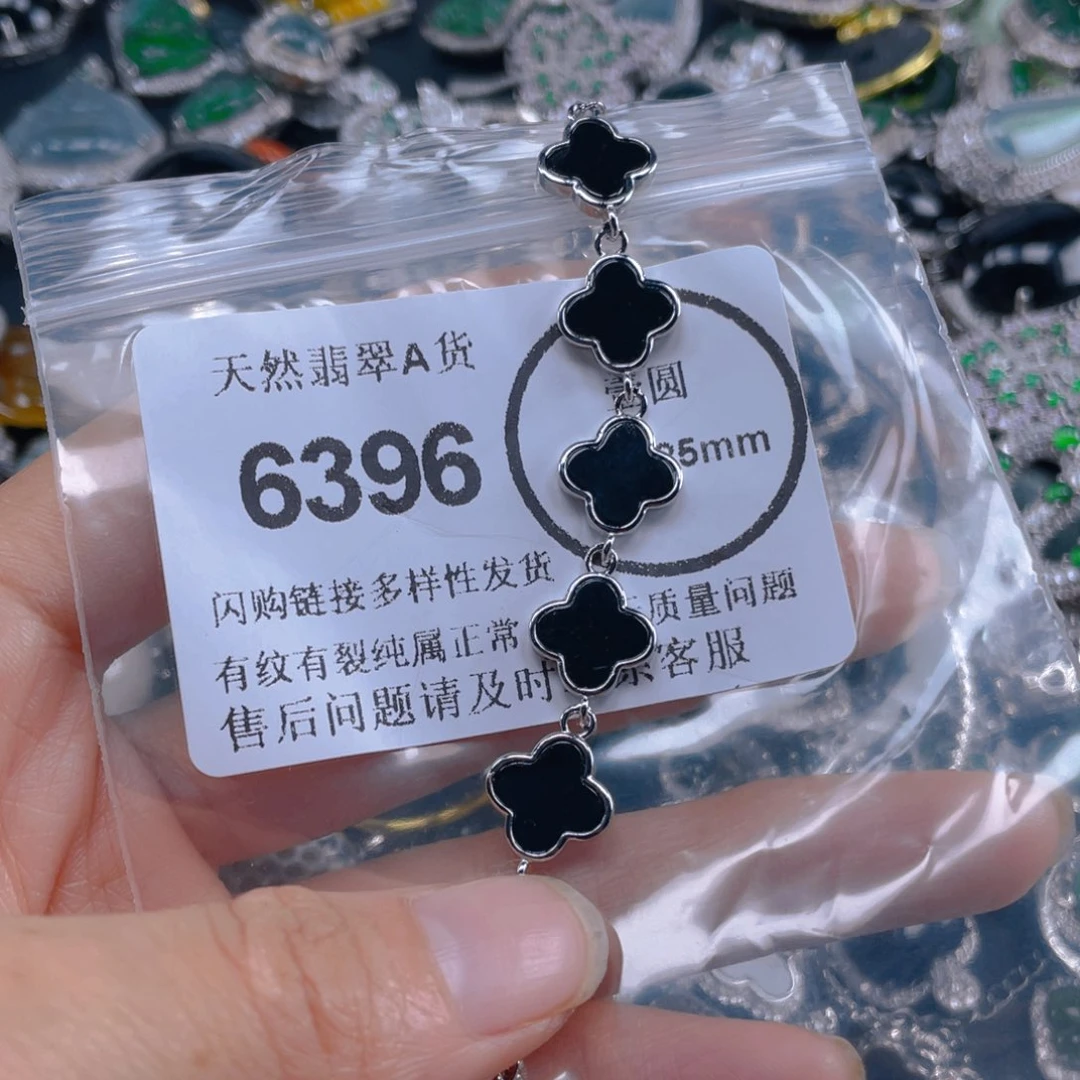 天然翡翠A货
6396
圆
5mm
闪购链接多样性发货
有纹有裂纯属正常 质量问题
售后问题请及时 客服